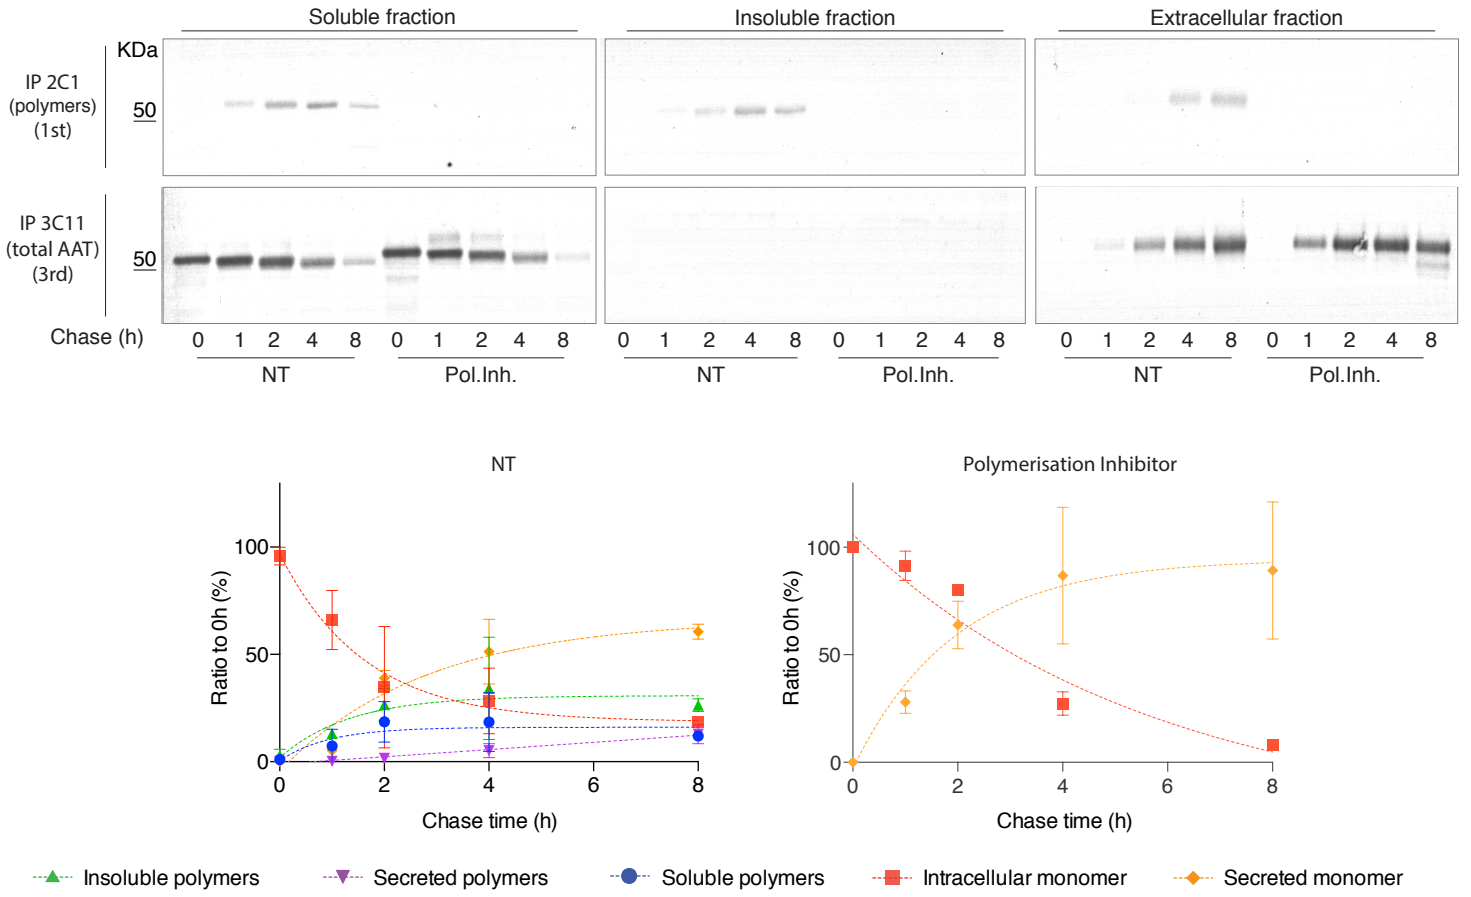 Soluble fraction
Insoluble fraction
Extracellular fraction
KDa
IP 2C1
(polymers)
(1st)
50
IP 3C11
(total AAT)
(3rd)
50
Chase (h)
0 1 2 4 8 0 1 2 4 8
0 1 2 4 8 0 1 2 4 8
0 1 2 4 8 0 1 2 4 8
NT Pol.Inh.
NT Pol.Inh.
NT Pol.Inh.
NT
Ratio to 0h (%)
100
50
0
0 2 4 6 8
Chase time (h)
Polymerisation Inhibitor
Ratio to 0h (%)
100
50
0
0 2 4 6 8
Chase time (h)
Insoluble polymers
Secreted polymers
Soluble polymers
Intracellular monomer
Secreted monomer